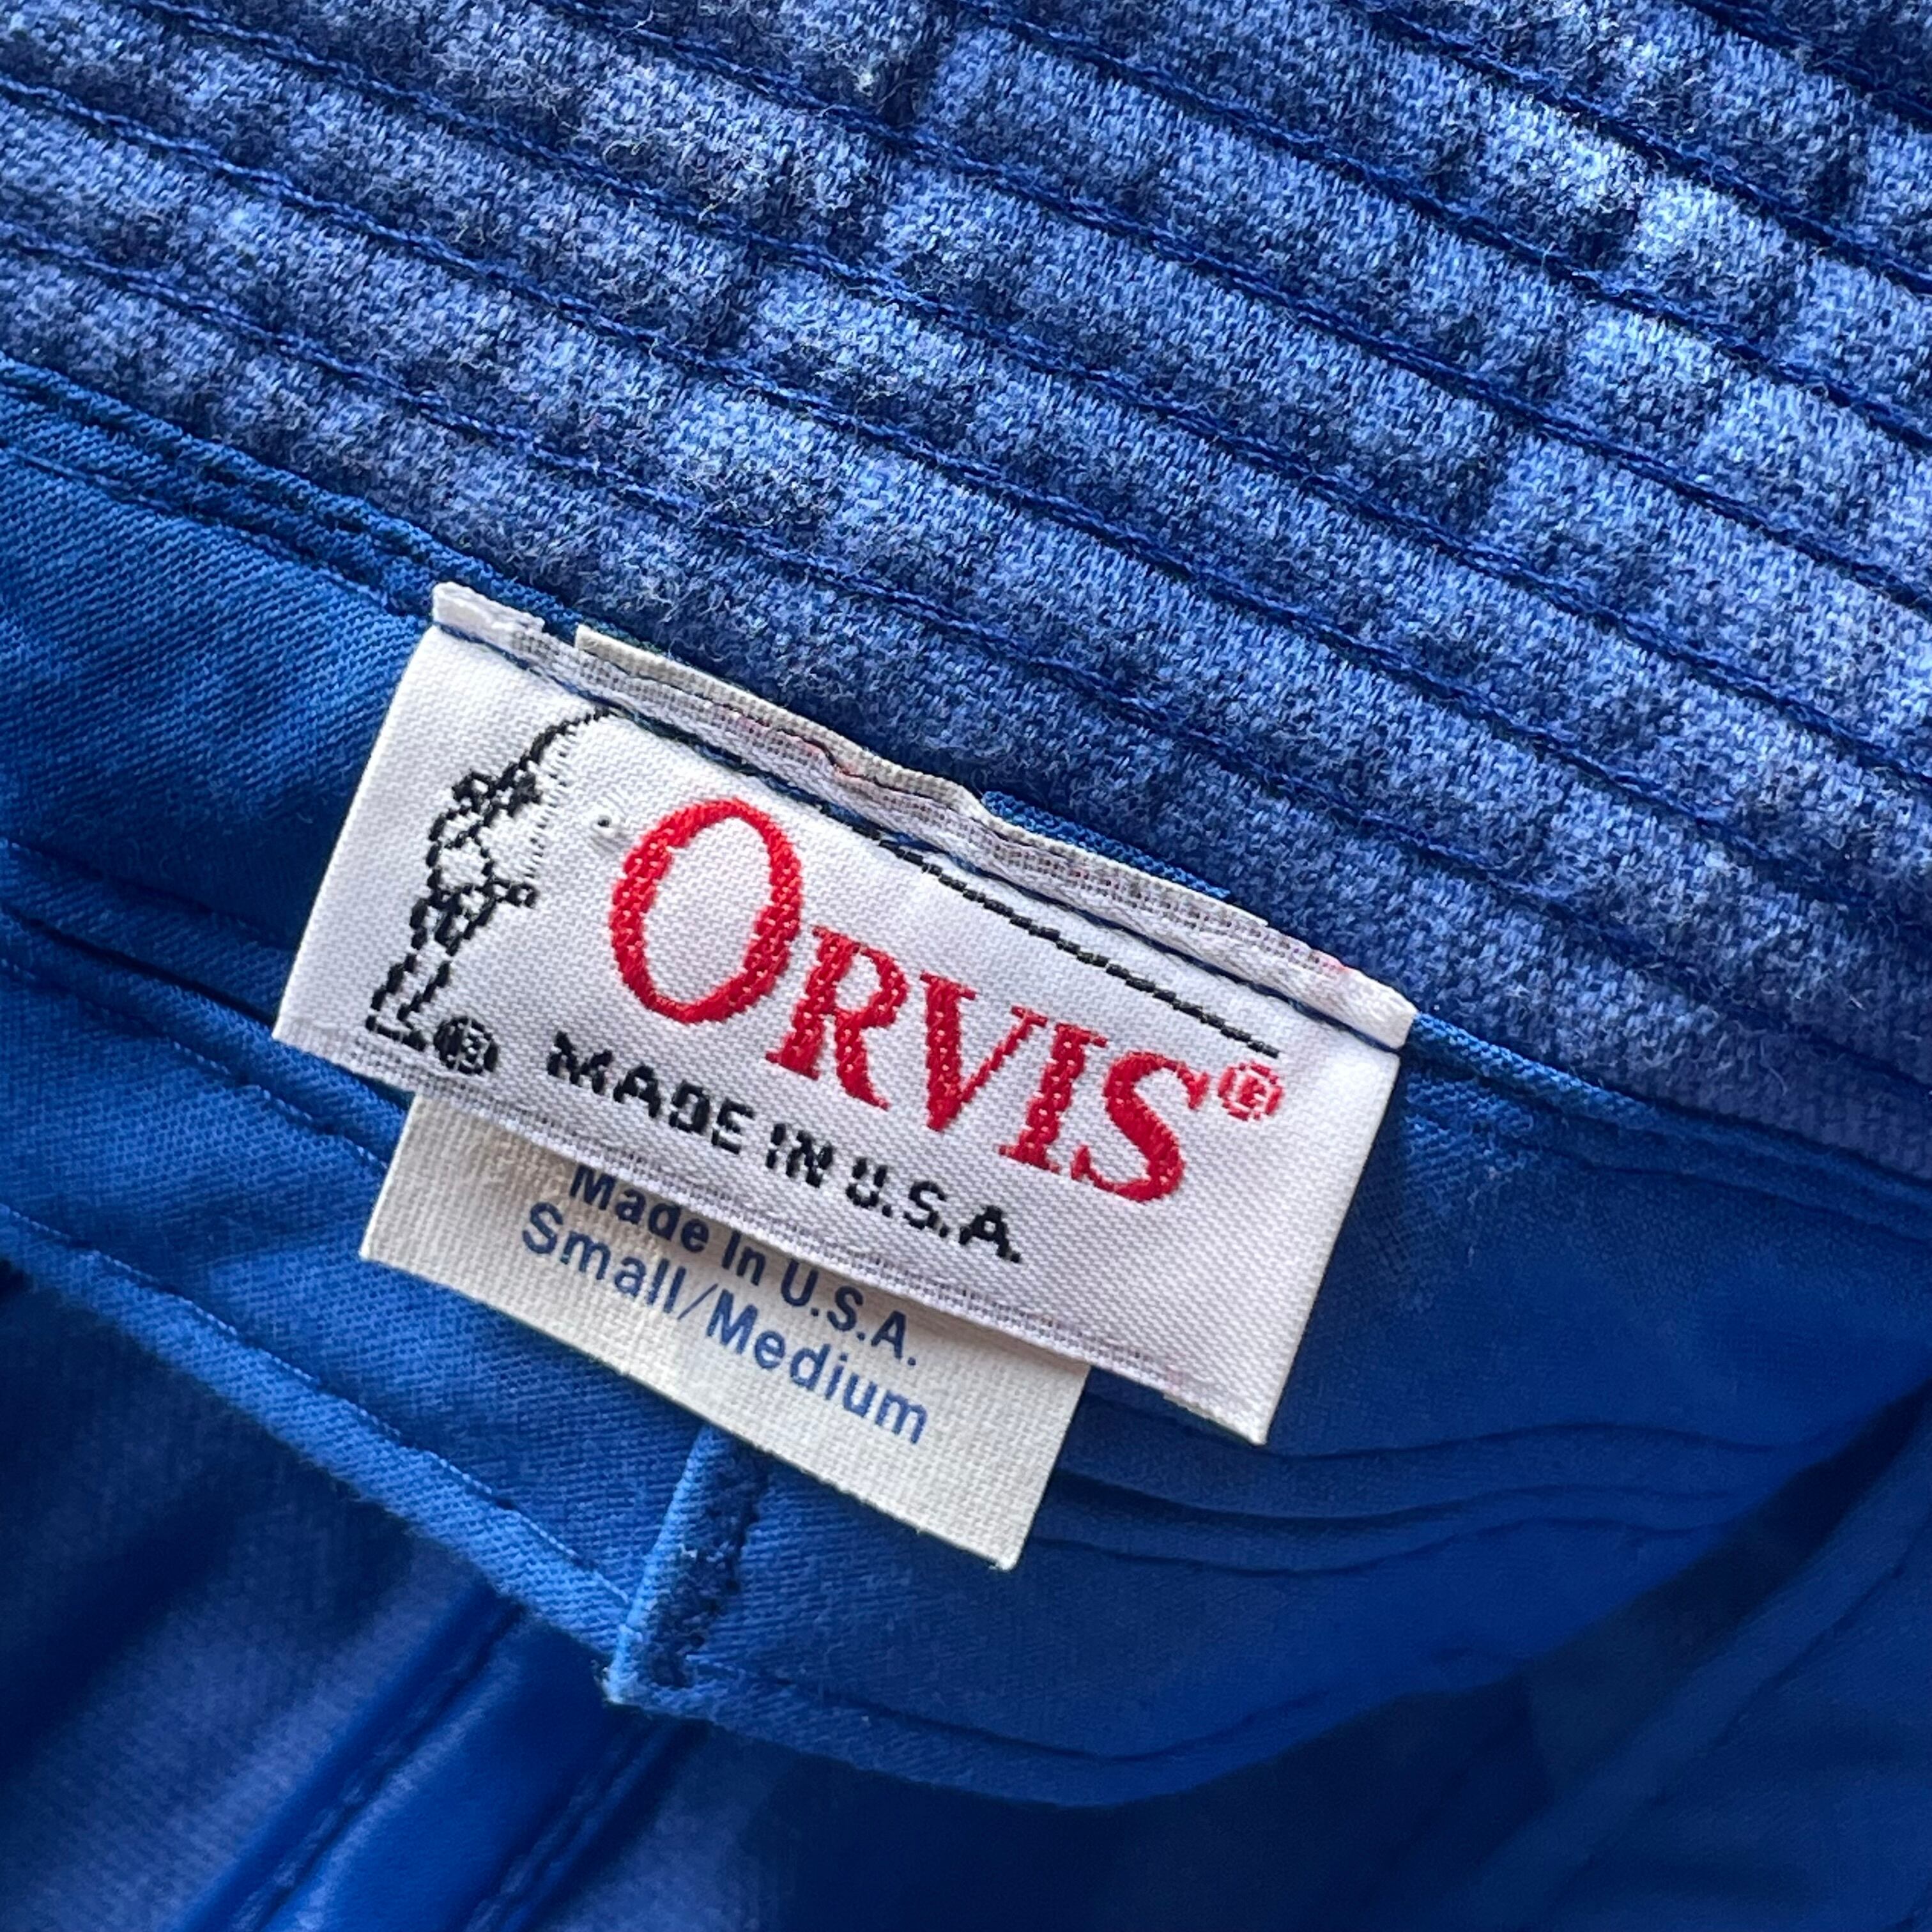 ORVIS®
® MADE IN U.S.A.
Made In U.S.A.
Small/Medium